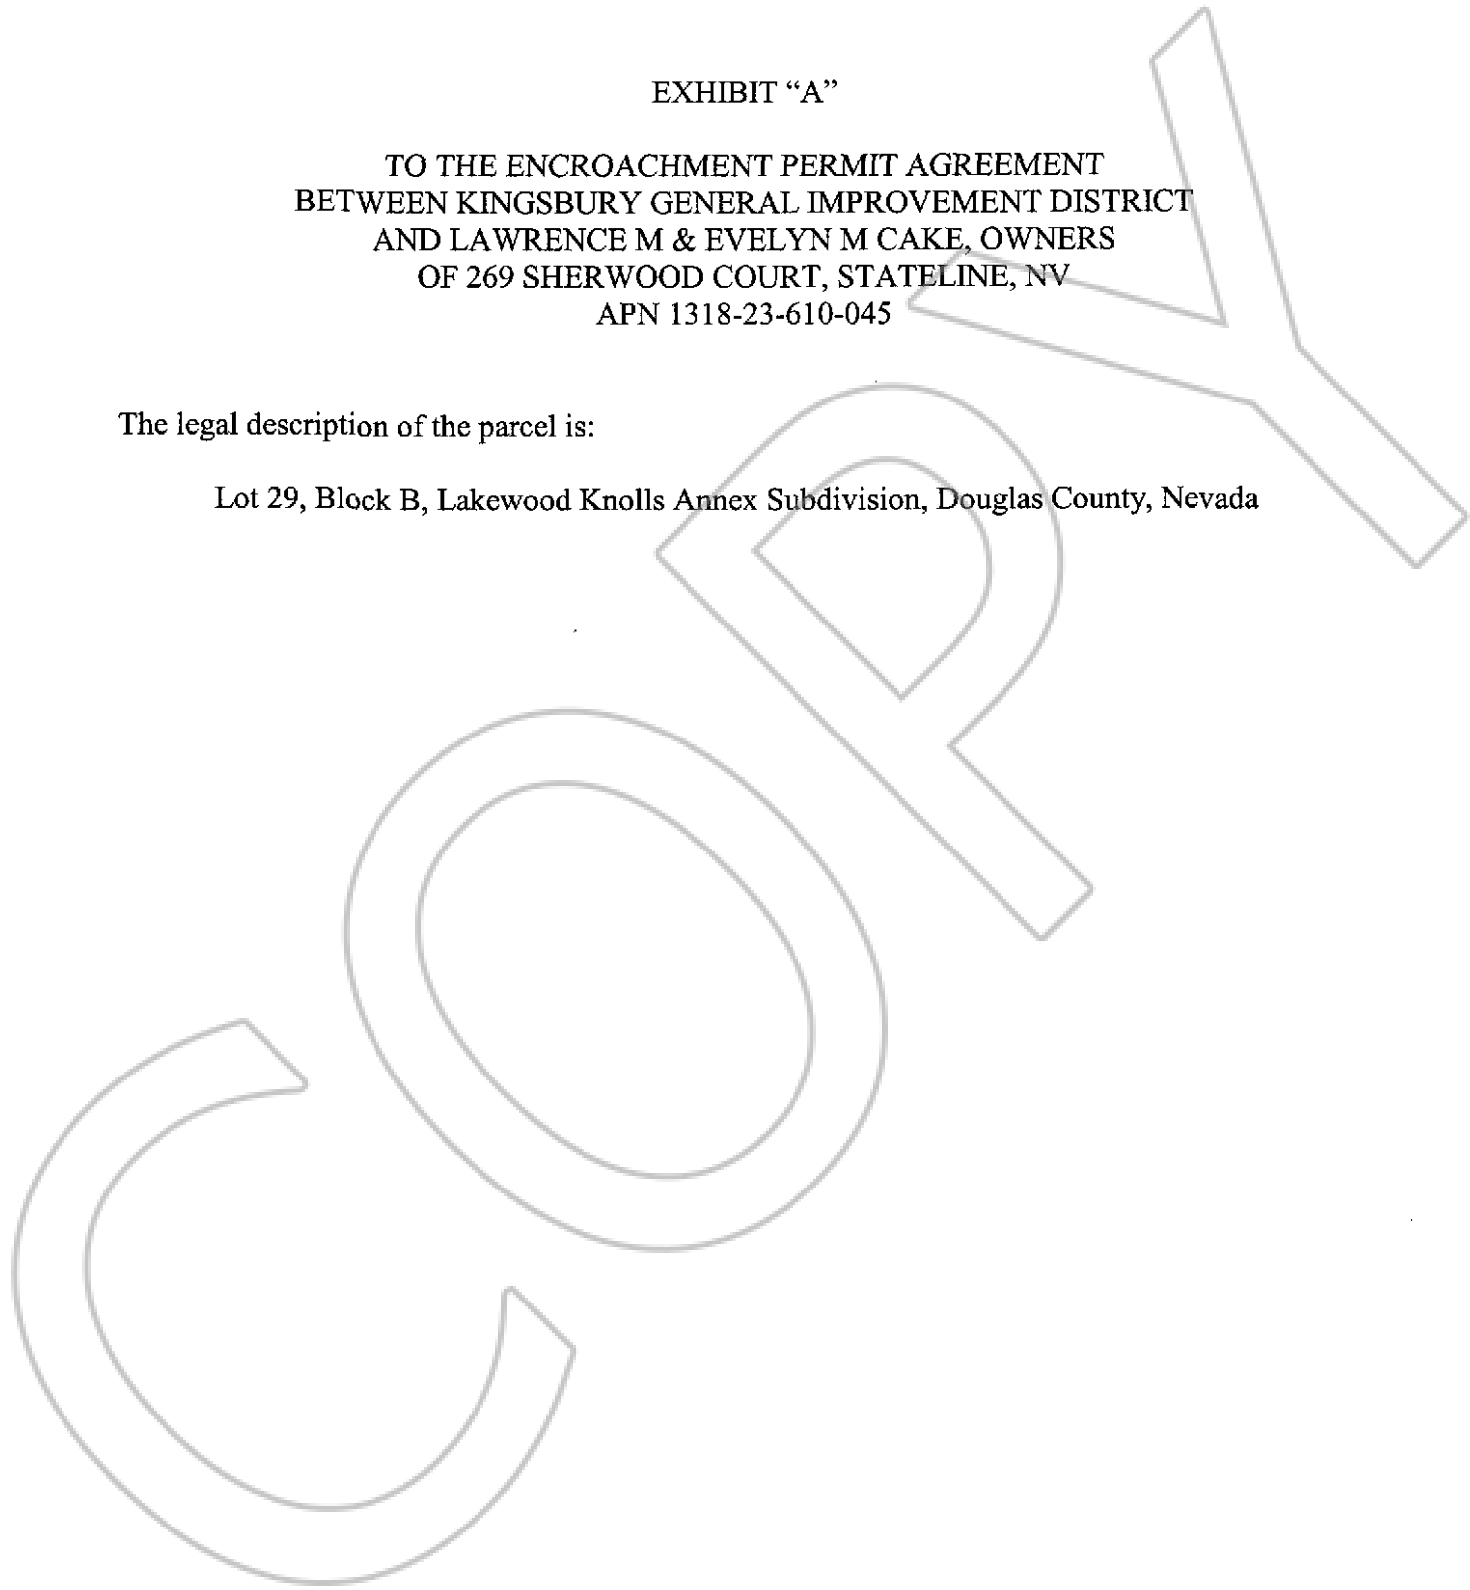 EXHIBIT “A”
TO THE ENCROACHMENT PERMIT AGREEMENT
BETWEEN KINGSBURY GENERAL IMPROVEMENT DISTRICT
AND LAWRENCE M & EVELYN M CAKE, OWNERS
OF 269 SHERWOOD COURT, STATELINE, NV
APN 1318-23-610-045
The legal description of the parcel is:
Lot 29, Block B, Lakewood Knolls Annex Subdivision, Douglas County, Nevada
COPY